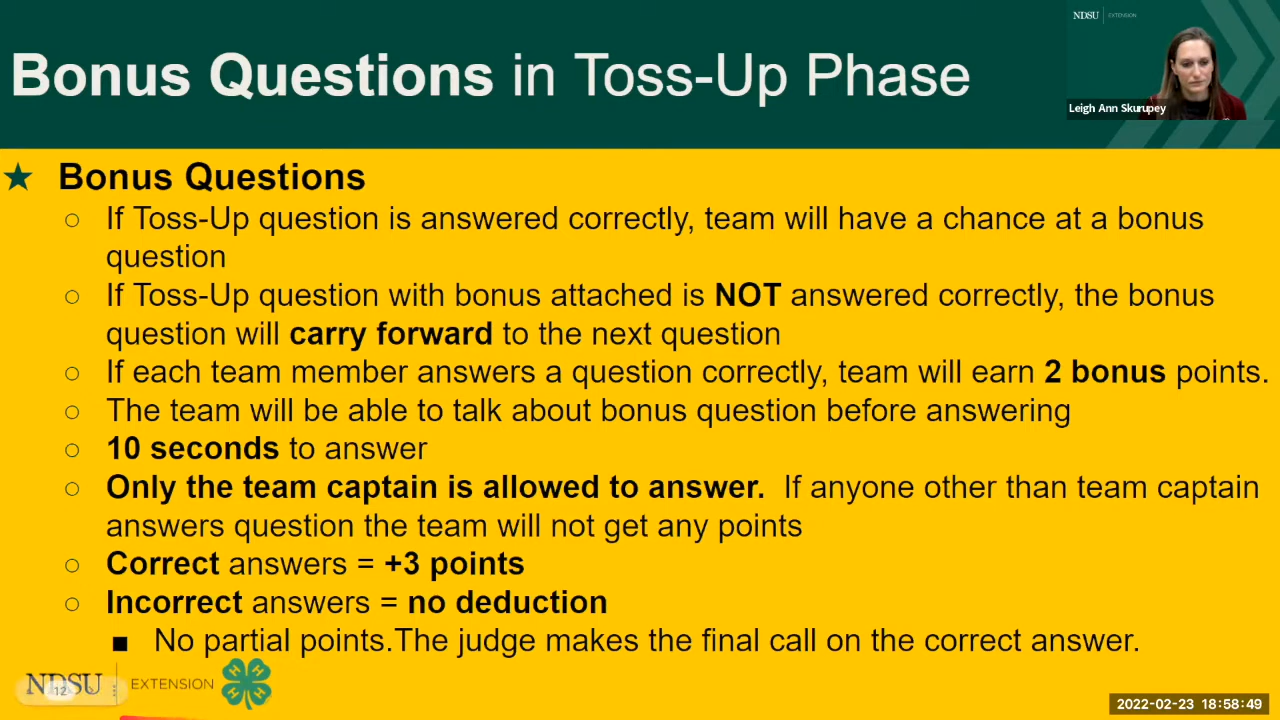 Bonus Questions in Toss-Up Phase
NDSU EXTENSION
Leigh Ann Skurupey
★ Bonus Questions
○ If Toss-Up question is answered correctly, team will have a chance at a bonus
question
○ If Toss-Up question with bonus attached is NOT answered correctly, the bonus
question will carry forward to the next question
○ If each team member answers a question correctly, team will earn 2 bonus points.
○ The team will be able to talk about bonus question before answering
○ 10 seconds to answer
○ Only the team captain is allowed to answer. If anyone other than team captain
answers question the team will not get any points
○ Correct answers = +3 points
○ Incorrect answers = no deduction
■ No partial points.The judge makes the final call on the correct answer.
NDSU EXTENSION
H H H H
12
2022-02-23 18:58:49